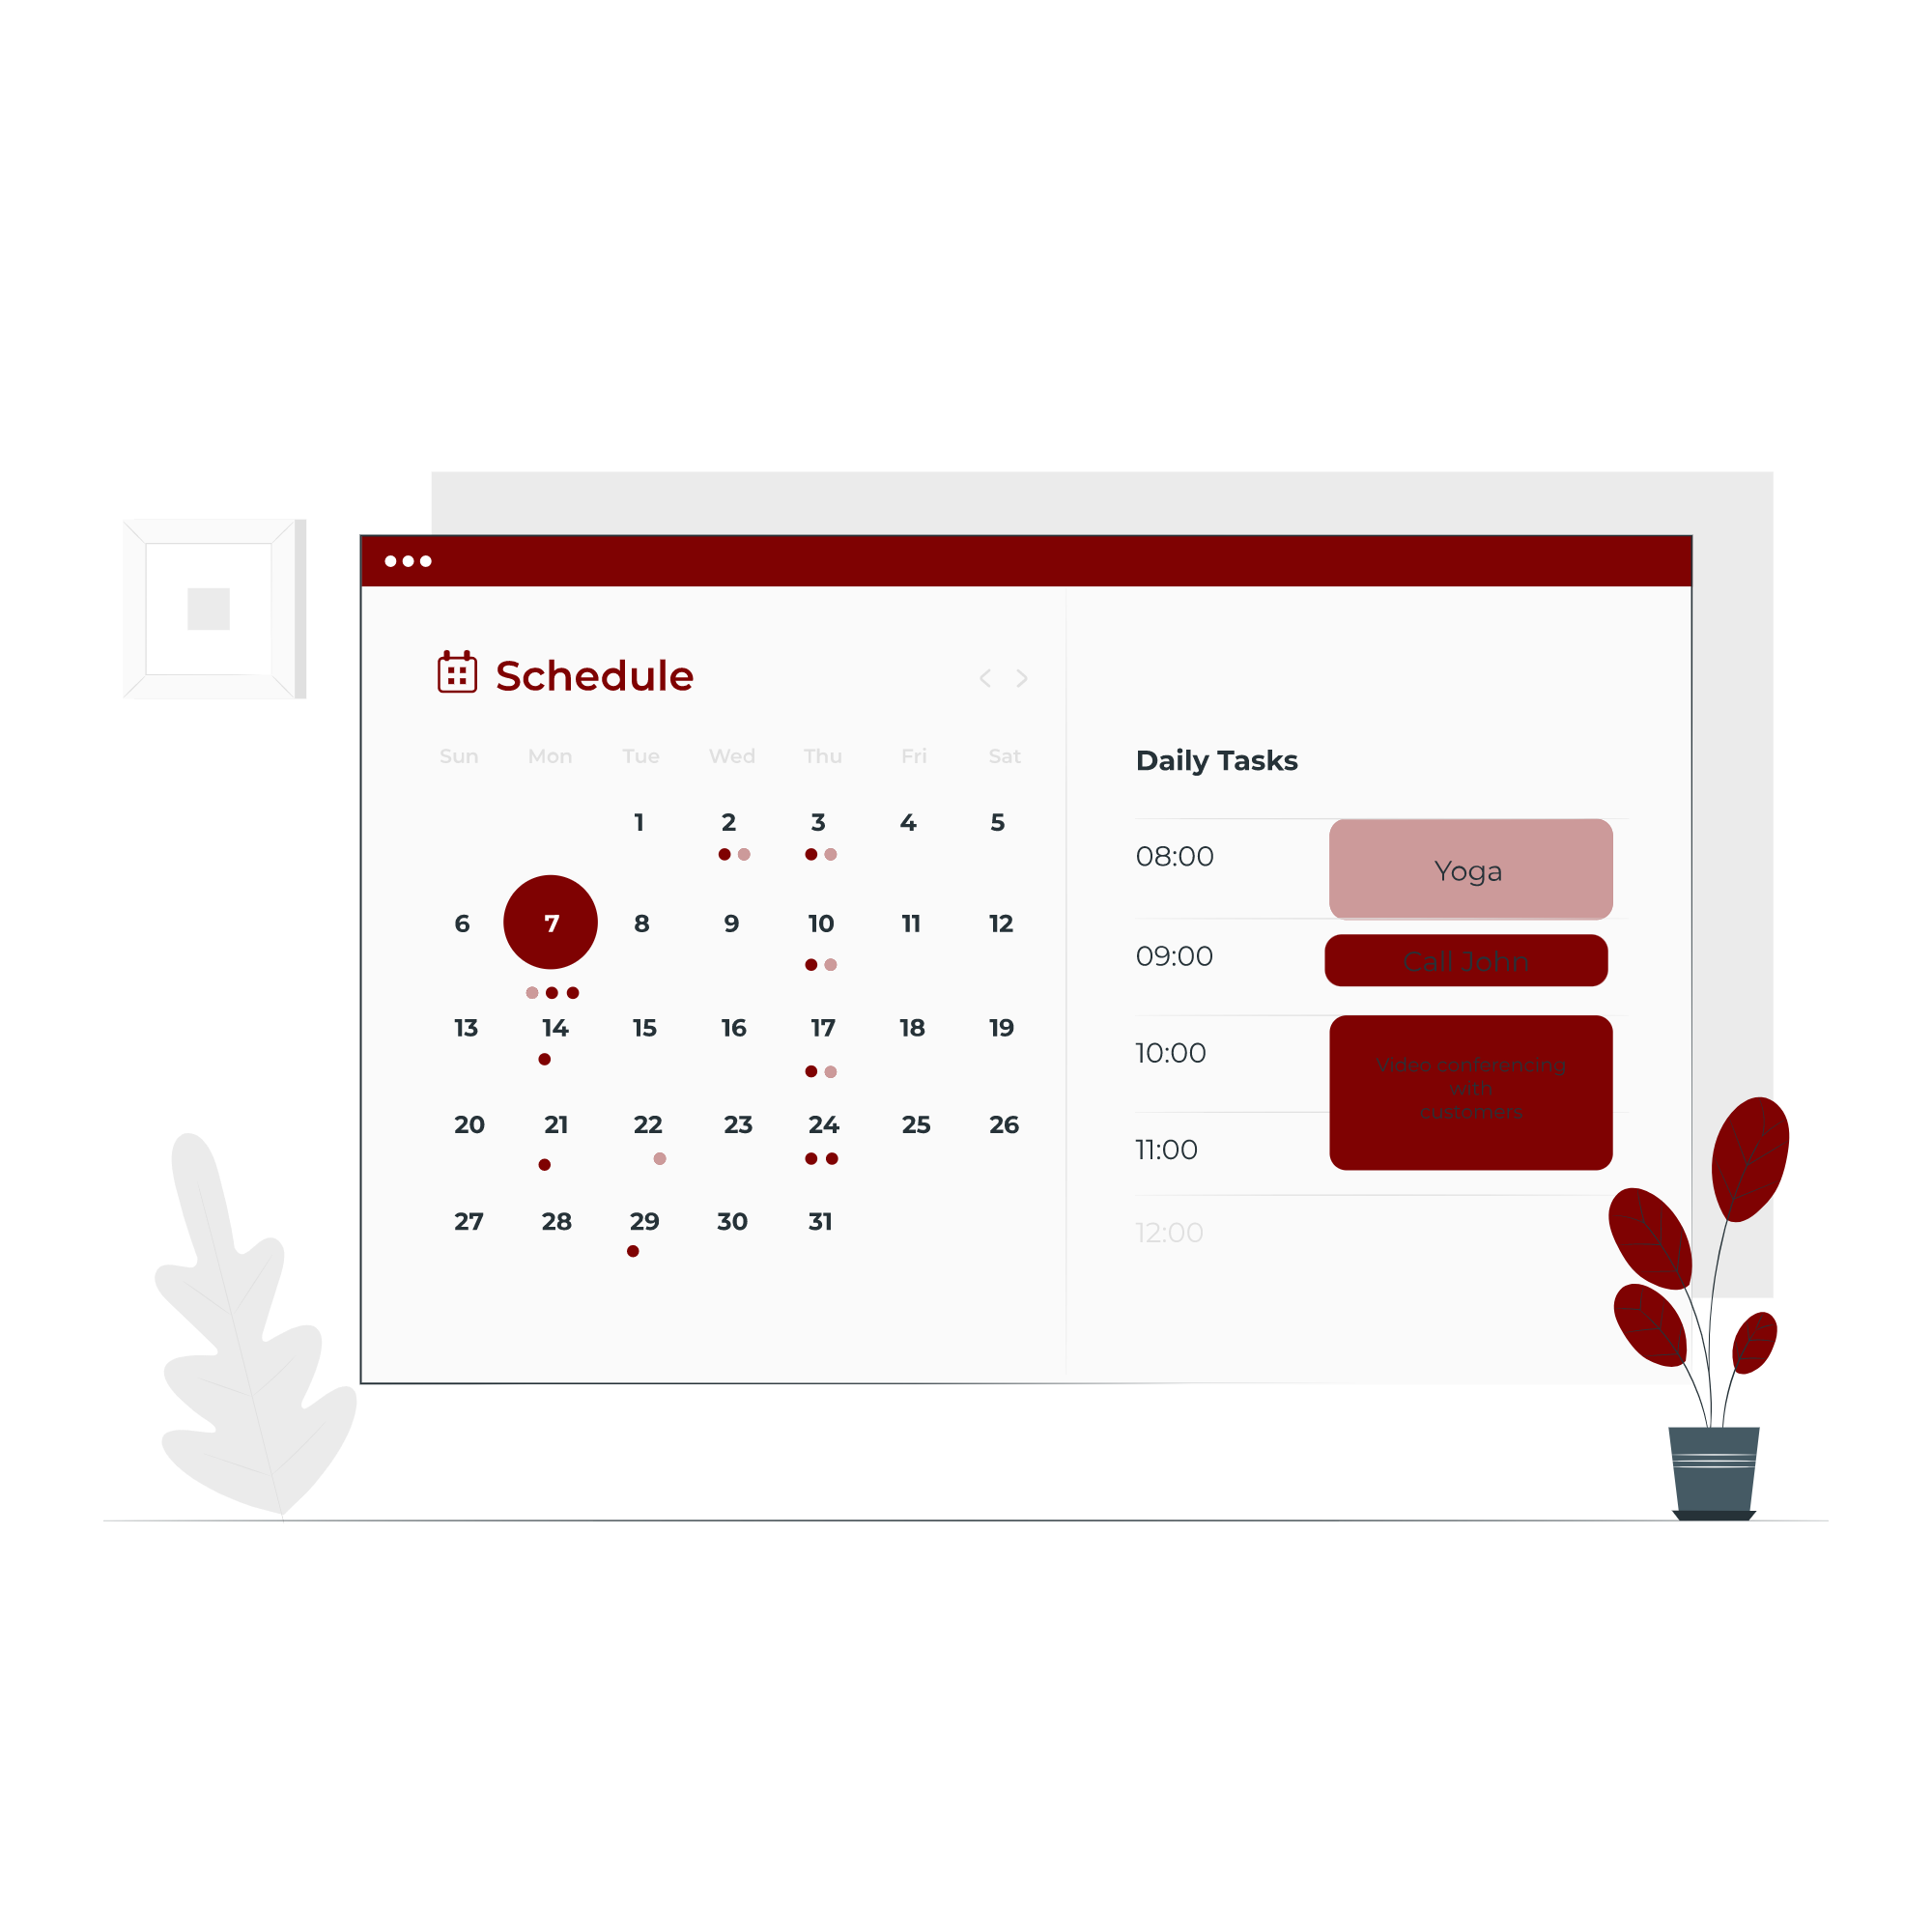 Schedule
Sun Mon Tue Wed Thu Fri Sat
1 2 3 4 5
6 7 8 9 10 11 12
13 14 15 16 17 18 19
20 21 22 23 24 25 26
27 28 29 30 31
Daily Tasks
08:00
Yoga
09:00
Call John
10:00
Video conferencing
with
customers
11:00
12:00